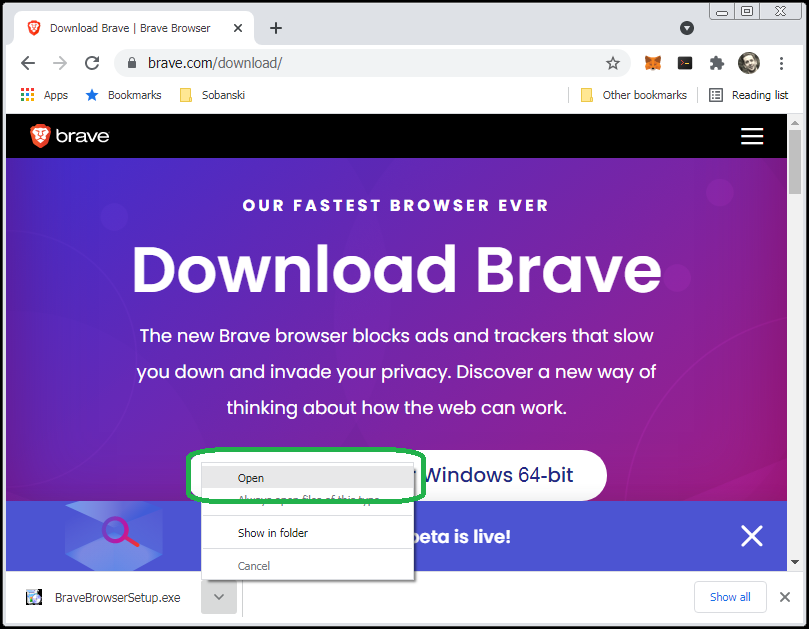 Download Brave | Brave Browser
brave.com/download/
Apps
Bookmarks
Sobanski
Other bookmarks
Reading list
brave
OUR FASTEST BROWSER EVER
Download Brave
The new Brave browser blocks ads and trackers that slow
you down and invade your privacy. Discover a new way of
thinking about how the web can work.
Windows 64-bit
Open
Always open files of this type
Show in folder
Cancel
beta is live!
BraveBrowserSetup.exe
Show all